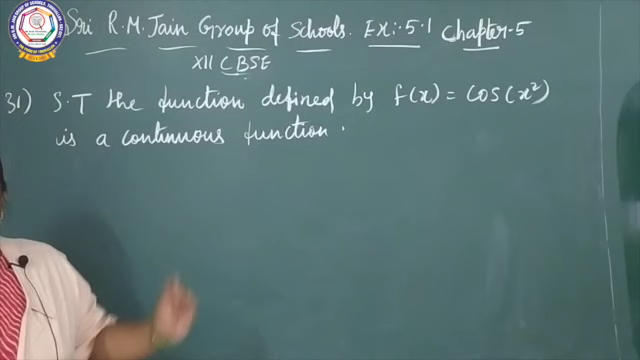 Sri R.M. Jain Group of Schools. Ex:-5.1 Chapter-5
XII CBSE
31) S.T the function defined by f(x) = cos(x²)
is a continuous function.